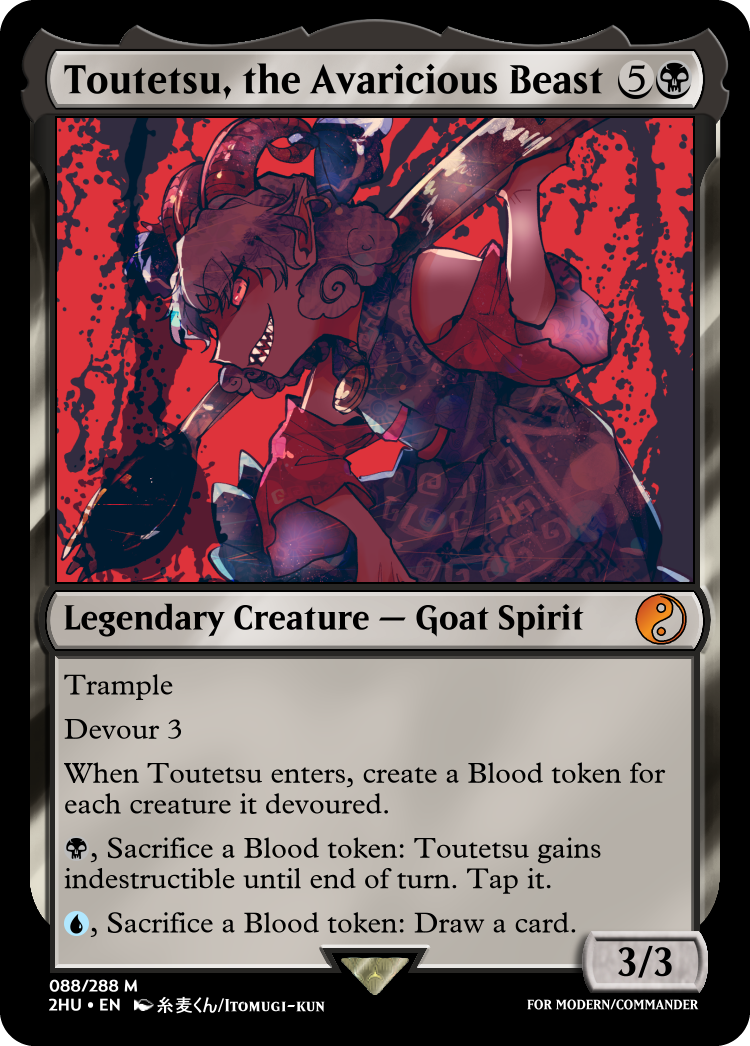 Toutetsu, the Avaricious Beast 5
Legendary Creature — Goat Spirit
Trample
Devour 3
When Toutetsu enters, create a Blood token for
each creature it devoured.
, Sacrifice a Blood token: Toutetsu gains
indestructible until end of turn. Tap it.
, Sacrifice a Blood token: Draw a card.
3/3
088/288 M
2HU • EN 糸麦くん/Itomugi-kun
FOR MODERN/COMMANDER